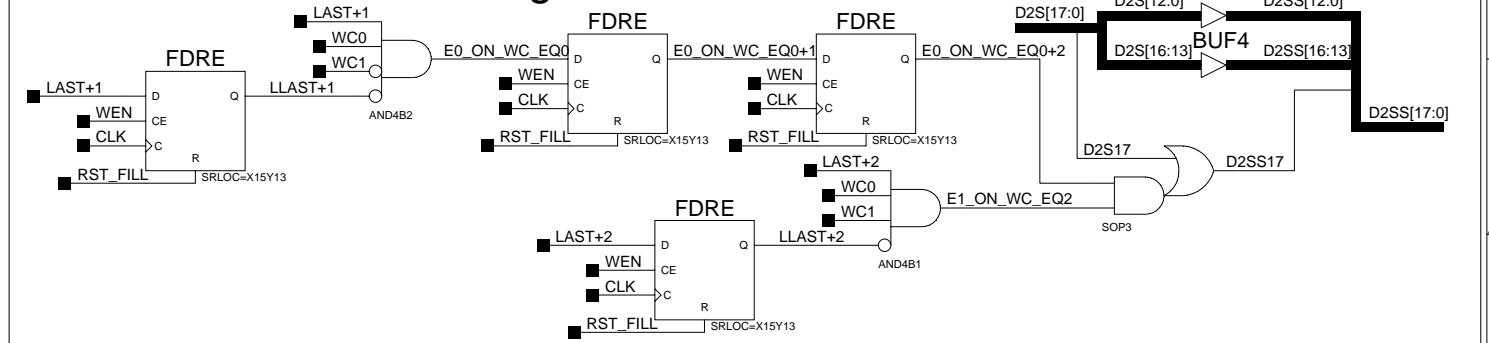 LAST+1
WC0
WC1
FDRE
LAST+1
D
Q
LLAST+1
WEN
CE
CLK
C
R
RST_FILL
SRLOC=X15Y13
AND4B2
E0_ON_WC_EQ0
FDRE
D
Q
WEN
CE
CLK
C
R
RST_FILL
SRLOC=X15Y13
E0_ON_WC_EQ0+1
FDRE
D
Q
WEN
CE
CLK
C
R
RST_FILL
SRLOC=X15Y13
E0_ON_WC_EQ0+2
LAST+2
WC0
WC1
FDRE
LAST+2
D
Q
LLAST+2
WEN
CE
CLK
C
R
RST_FILL
SRLOC=X15Y13
AND4B1
E1_ON_WC_EQ2
SOP3
D2S17
D2SS17
D2S[17:0]
D2S[12:0]
D2SS[12:0]
BUF4
D2S[16:13]
D2SS[16:13]
D2SS[17:0]